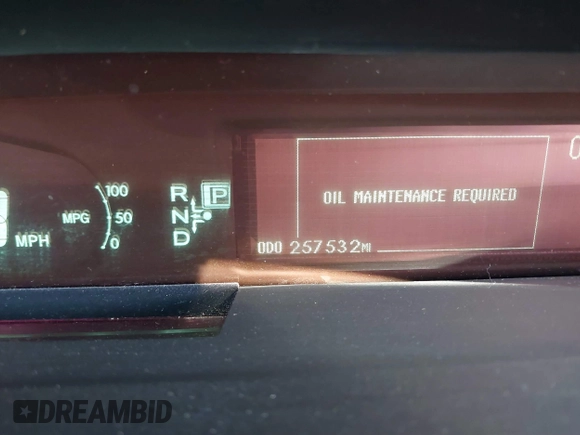 100
R P
MPG 50
N
MPH
0
D
OIL MAINTENANCE REQUIRED
ODO 257532MI
DREAMBID